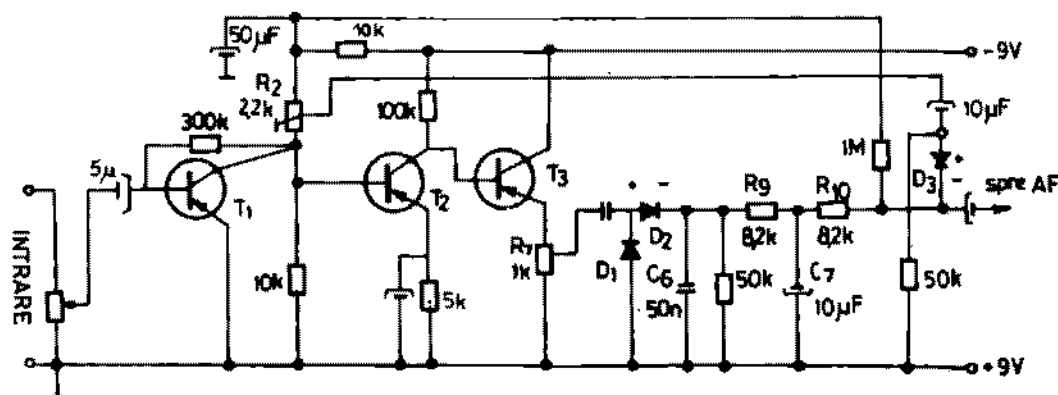 50µF
10k
-9V
R2
2,2k
100k
10µF
300k
5µ
T1
T2
T3
1M
+
-
D3
spre AF
+
-
R9
8,2k
R10
8,2k
INTRARE
R7
1k
D1
D2
10k
5k
C6
50n
50k
C7
10µF
50k
+9V